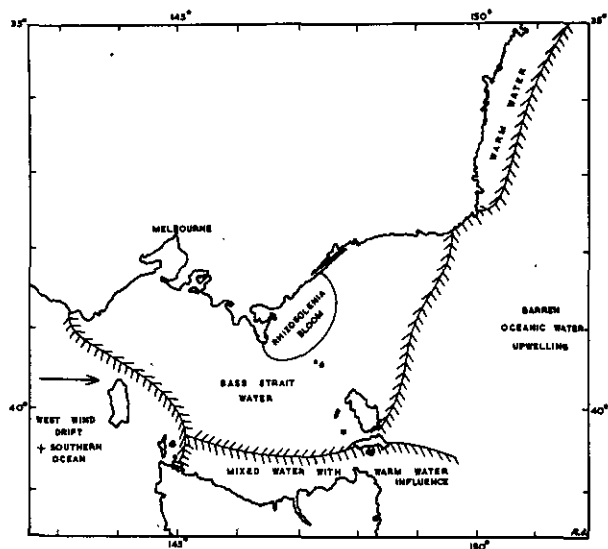 145° 150°
35° 35°
WARM WATER
MELBOURNE
RHIZOSOLENIA
BLOOM
BARREN
OCEANIC WATER
UPWELLING
BASS STRAIT
WATER
40° 40°
WEST WIND
DRIFT
+ SOUTHERN
OCEAN
MIXED WATER WITH WARM WATER
INFLUENCE
145° 150°